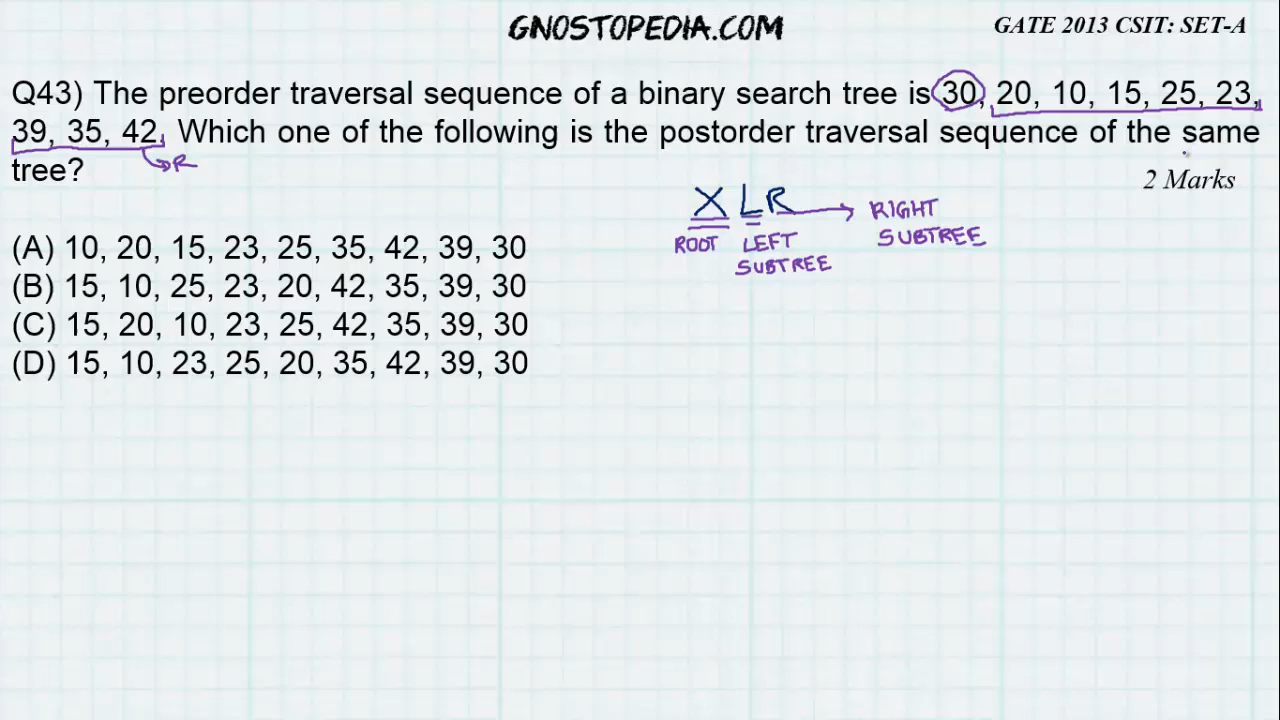 GNOSTOPEDIA.COM
GATE 2013 CSIT: SET-A
Q43) The preorder traversal sequence of a binary search tree is 30, 20, 10, 15, 25, 23,
39, 35, 42. Which one of the following is the postorder traversal sequence of the same
R
tree?
2 Marks
X L R
RIGHT
SUBTREE
ROOT LEFT
SUBTREE
(A) 10, 20, 15, 23, 25, 35, 42, 39, 30
(B) 15, 10, 25, 23, 20, 42, 35, 39, 30
(C) 15, 20, 10, 23, 25, 42, 35, 39, 30
(D) 15, 10, 23, 25, 20, 35, 42, 39, 30